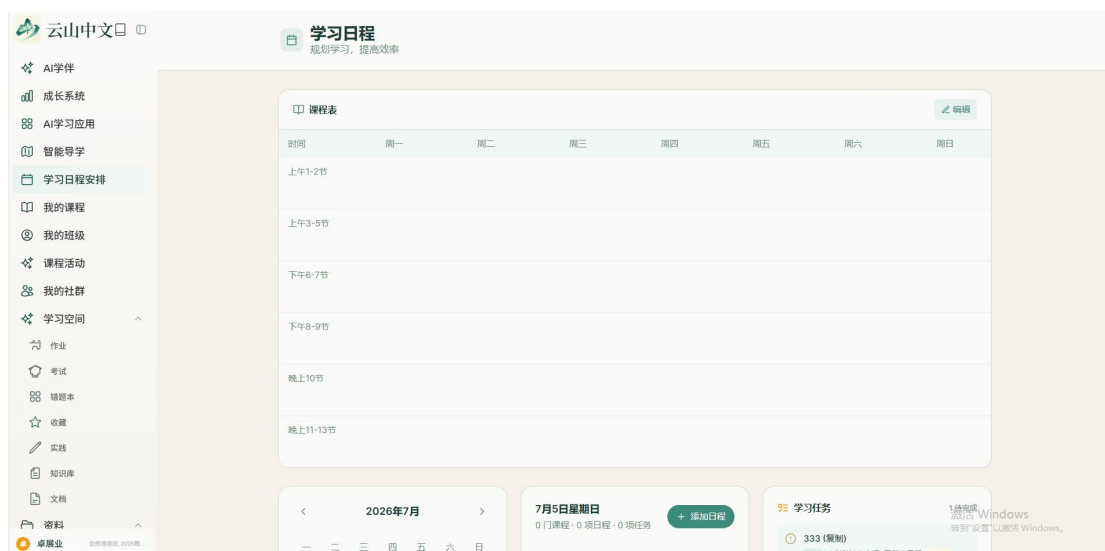 云山中文
AI学伴
成长系统
AI学习应用
智能导学
学习日程安排
我的课程
我的班级
课程活动
我的社群
学习空间
作业
考试
错题本
收藏
实践
知识库
文档
资料
卓展业
学习日程
规划学习，提高效率
课程表
编辑
时间 周一 周二 周三 周四 周五 周六 周日
上午1-2节
上午3-5节
下午6-7节
下午8-9节
晚上10节
晚上11-13节
2026年7月
一 二 三 四 五 六 日
7月5日星期日
0 门课程 · 0 项日程 · 0 项任务
+ 添加日程
学习任务
1 待完成
333 (复制)
激活 Windows
转到"设置"以激活 Windows。